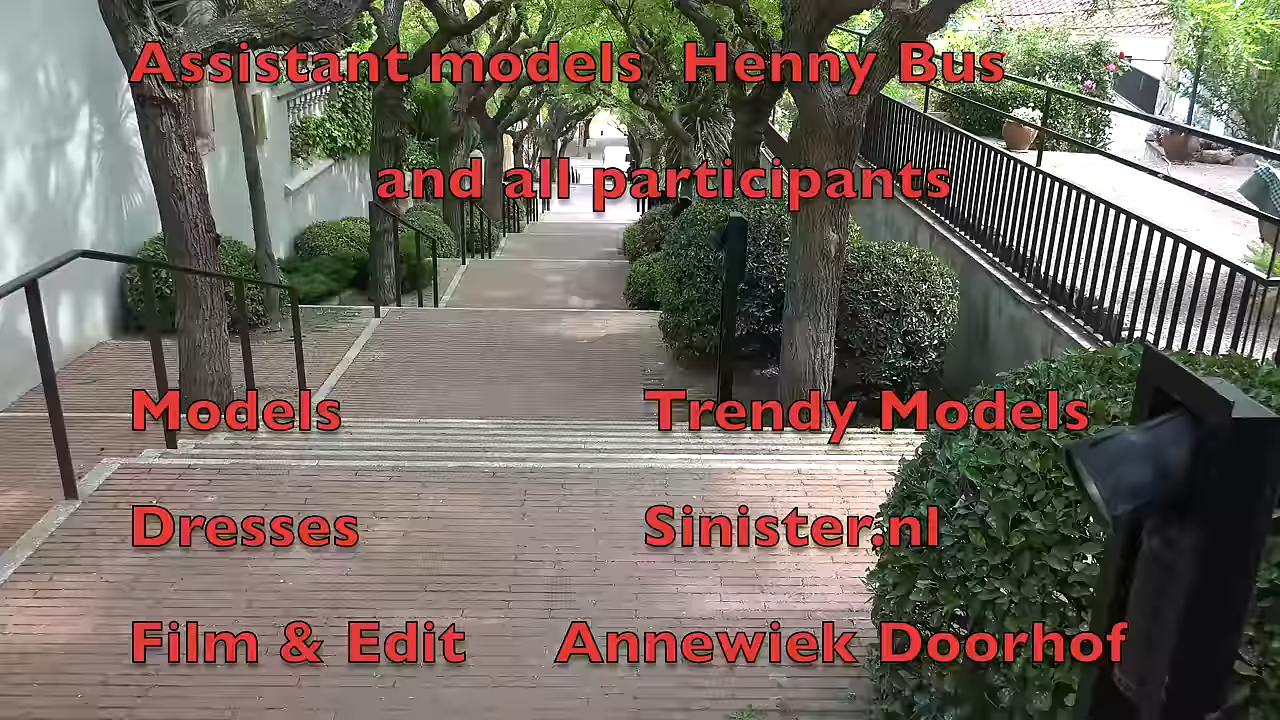 Assistant models Henny Bus
and all participants
Models Trendy Models
Dresses Sinister.nl
Film & Edit Annewiek Doorhof